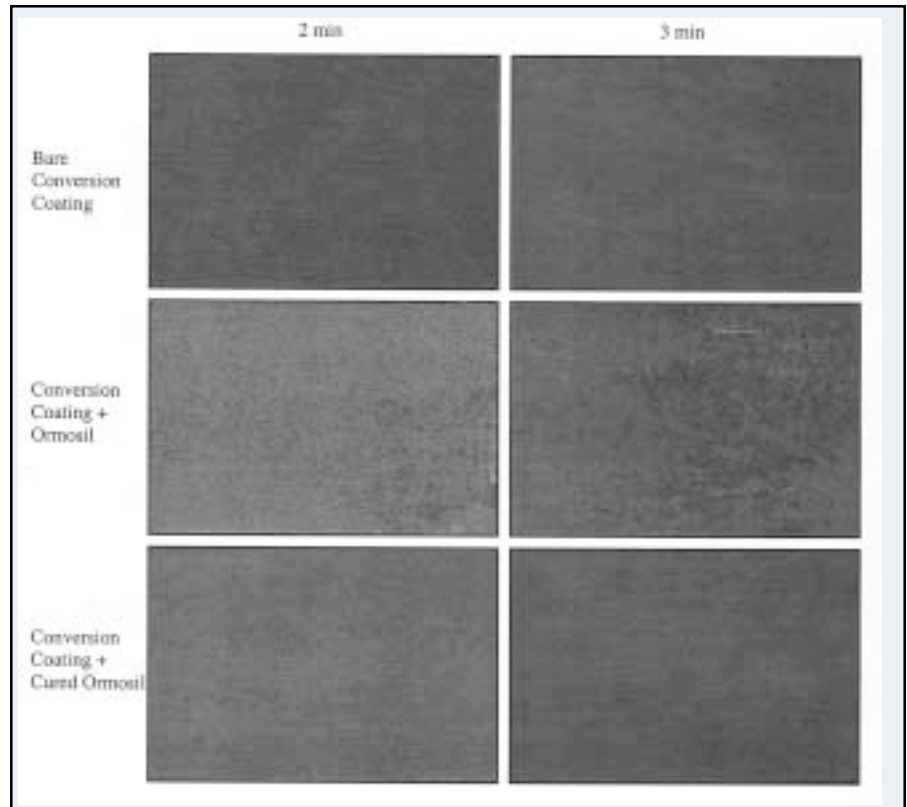 2 min
3 min
Bare
Conversion
Coating
Conversion
Coating +
Ormosil
Conversion
Coating +
Cured Ormosil